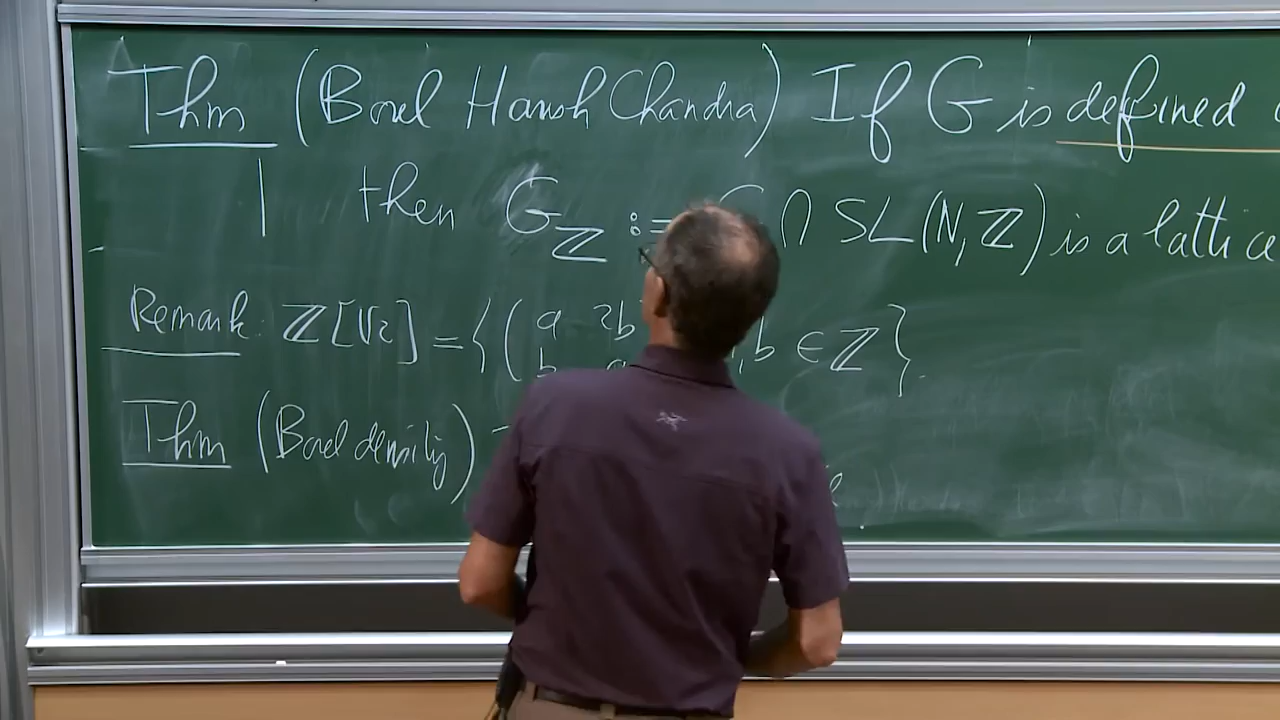 Thm (Borel Harish Chandra) If G is defined
then G_Z := G ∩ SL(N, Z) is a lattice
Remark: Z[√2] = {( a 2b
b a , b ∈ Z}.
Thm (Borel density)